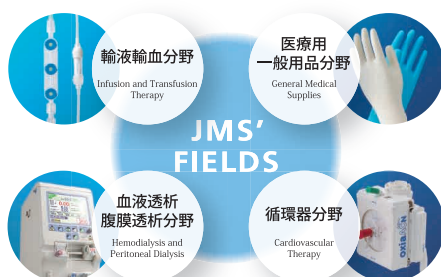 輸液輸血分野
Infusion and Transfusion
Therapy
医療用
一般用品分野
General Medical
Supplies
JMS'
FIELDS
血液透析
腹膜透析分野
Hemodialysis and
Peritoneal Dialysis
循環器分野
Cardiovascular
Therapy